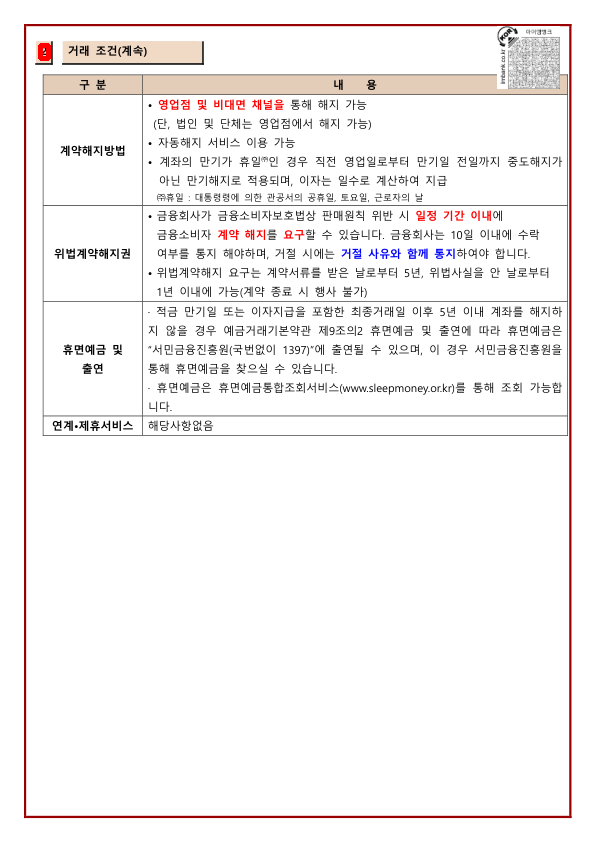 아이엠뱅크
imbank.co.kr
거래 조건(계속)
구 분
내 용
계약해지방법
• 영업점 및 비대면 채널을 통해 해지 가능
(단, 법인 및 단체는 영업점에서 해지 가능)
• 자동해지 서비스 이용 가능
• 계좌의 만기가 휴일㈜인 경우 직전 영업일로부터 만기일 전일까지 중도해지가
아닌 만기해지로 적용되며, 이자는 일수로 계산하여 지급
㈜휴일 : 대통령령에 의한 관공서의 공휴일, 토요일, 근로자의 날
위법계약해지권
• 금융회사가 금융소비자보호법상 판매원칙 위반 시 일정 기간 이내에
금융소비자 계약 해지를 요구할 수 있습니다. 금융회사는 10일 이내에 수락
여부를 통지 해야하며, 거절 시에는 거절 사유와 함께 통지하여야 합니다.
• 위법계약해지 요구는 계약서류를 받은 날로부터 5년, 위법사실을 안 날로부터
1년 이내에 가능(계약 종료 시 행사 불가)
휴면예금 및
출연
· 적금 만기일 또는 이자지급을 포함한 최종거래일 이후 5년 이내 계좌를 해지하
지 않을 경우 예금거래기본약관 제9조의2 휴면예금 및 출연에 따라 휴면예금은
“서민금융진흥원(국번없이 1397)”에 출연될 수 있으며, 이 경우 서민금융진흥원을
통해 휴면예금을 찾으실 수 있습니다.
· 휴면예금은 휴면예금통합조회서비스(www.sleepmoney.or.kr)를 통해 조회 가능합
니다.
연계•제휴서비스
해당사항없음